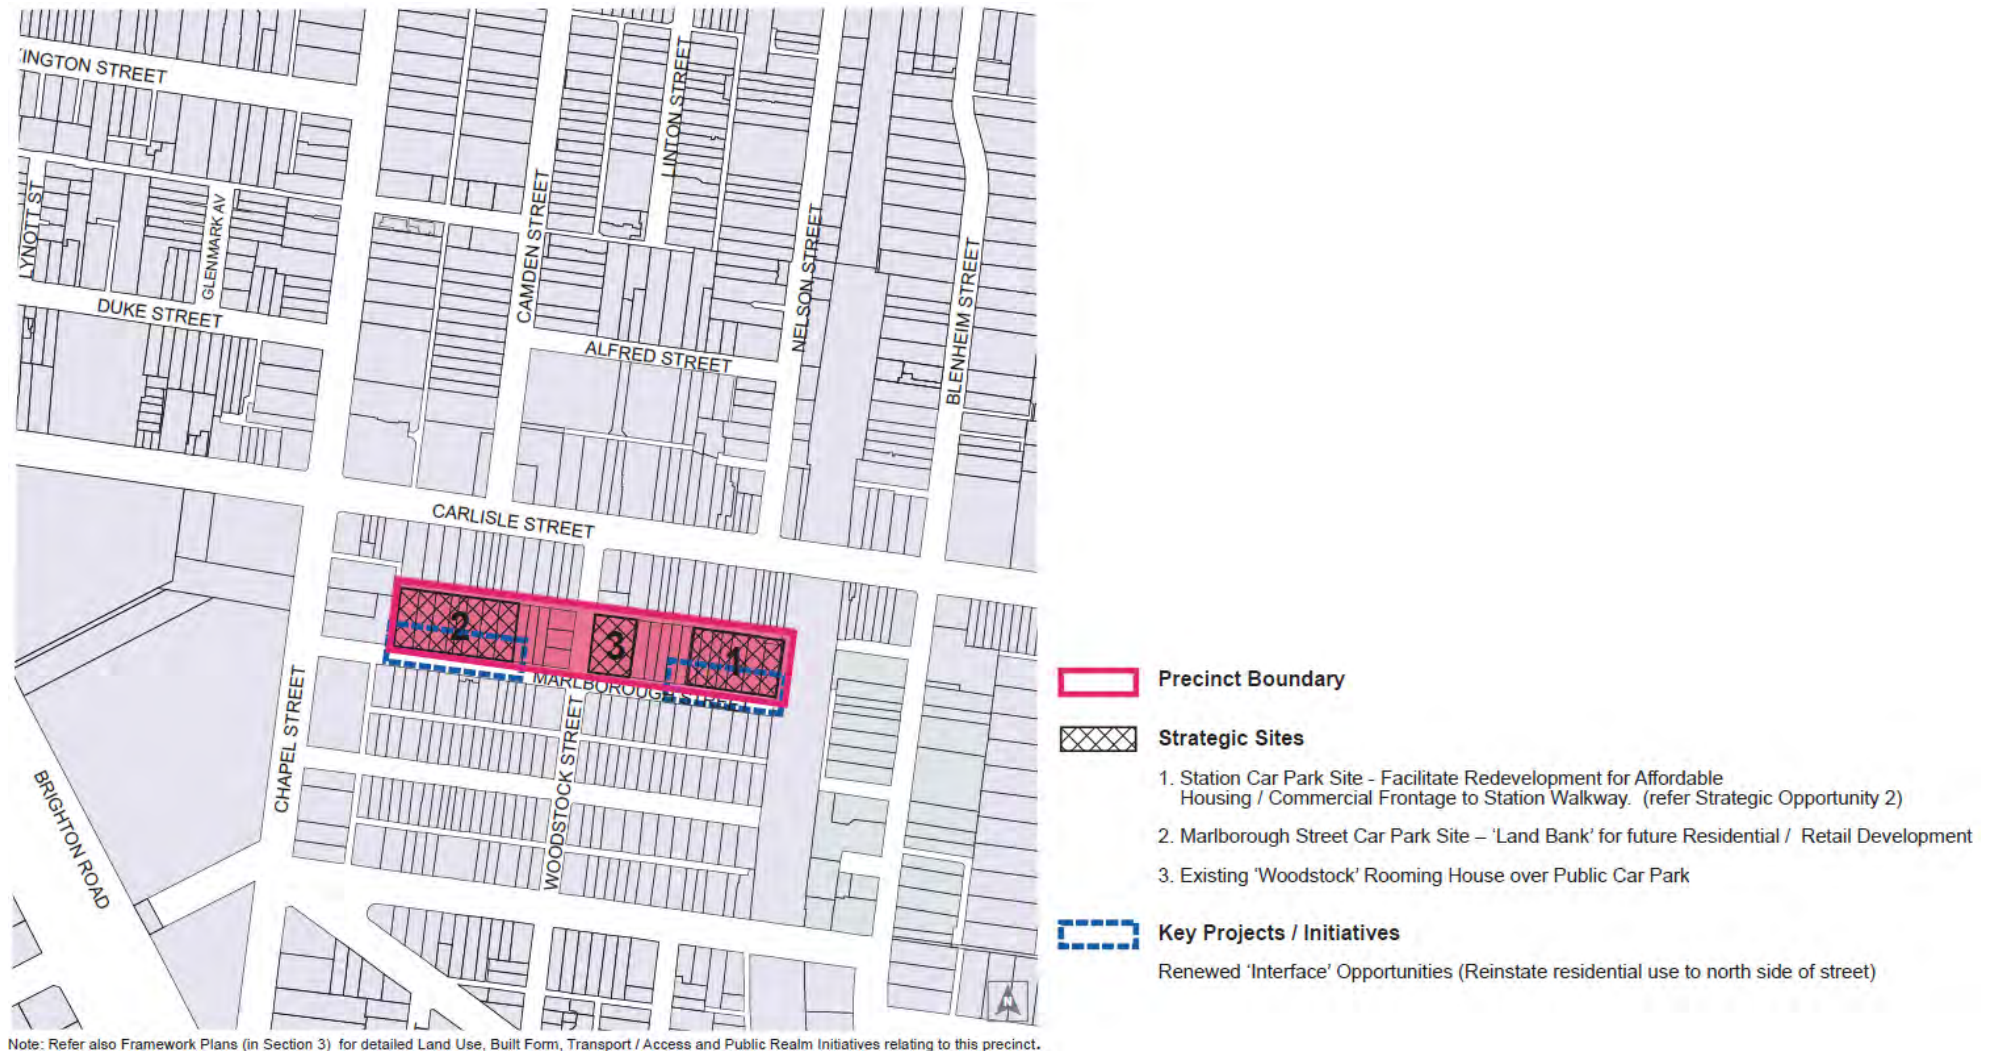 KINGTON STREET
LINTON STREET
LYNOTT ST
GLENMARK AV
CAMDEN STREET
NELSON STREET
BLENHEIM STREET
DUKE STREET
ALFRED STREET
CARLISLE STREET
2
3
1
MARLBOROUGH STREET
CHAPEL STREET
WOODSTOCK STREET
BRIGHTON ROAD
N
Precinct Boundary
Strategic Sites
1. Station Car Park Site - Facilitate Redevelopment for Affordable
Housing / Commercial Frontage to Station Walkway. (refer Strategic Opportunity 2)
2. Marlborough Street Car Park Site – ‘Land Bank’ for future Residential / Retail Development
3. Existing ‘Woodstock’ Rooming House over Public Car Park
Key Projects / Initiatives
Renewed ‘Interface’ Opportunities (Reinstate residential use to north side of street)
Note: Refer also Framework Plans (in Section 3) for detailed Land Use, Built Form, Transport / Access and Public Realm Initiatives relating to this precinct.